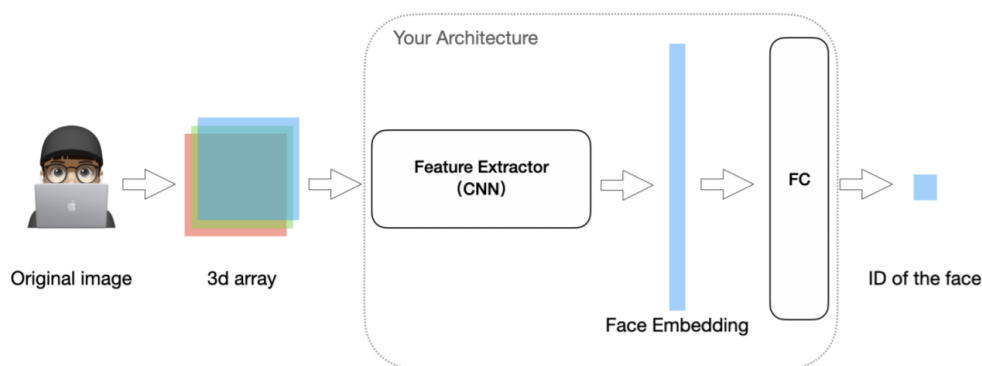 Your Architecture
Feature Extractor
(CNN)
FC
Original image
3d array
Face Embedding
ID of the face